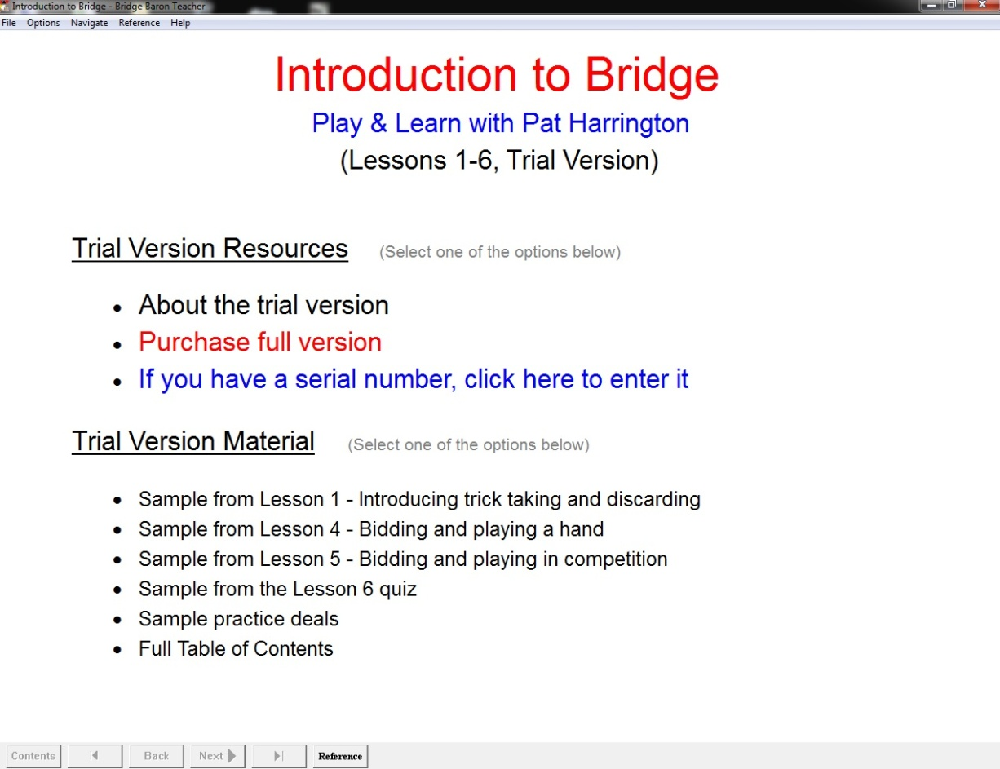 Introduction to Bridge - Bridge Baron Teacher
File Options Navigate Reference Help
Introduction to Bridge
Play & Learn with Pat Harrington
(Lessons 1-6, Trial Version)
Trial Version Resources (Select one of the options below)
• About the trial version
• Purchase full version
• If you have a serial number, click here to enter it
Trial Version Material (Select one of the options below)
• Sample from Lesson 1 - Introducing trick taking and discarding
• Sample from Lesson 4 - Bidding and playing a hand
• Sample from Lesson 5 - Bidding and playing in competition
• Sample from the Lesson 6 quiz
• Sample practice deals
• Full Table of Contents
Contents Back Next Reference